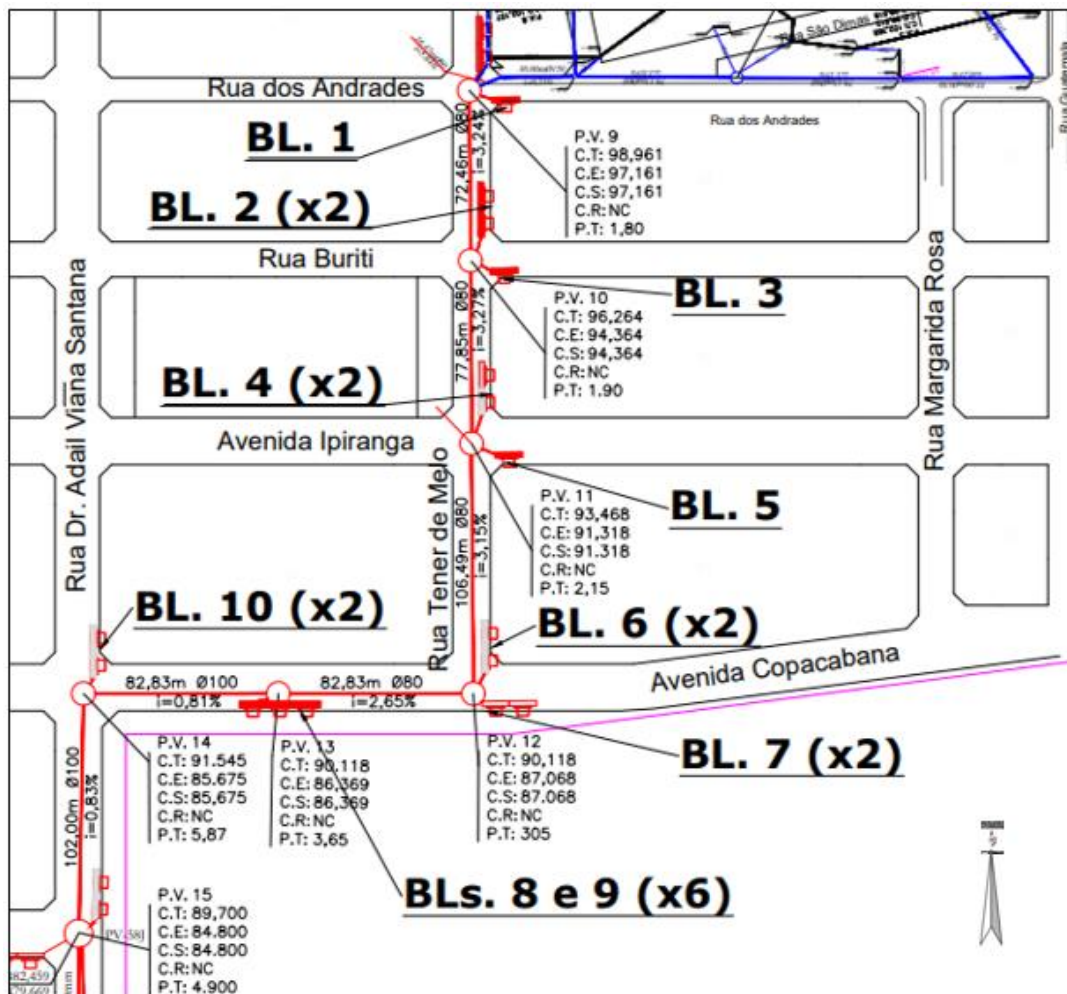 Rua São Dimas
Rua Guatemala
Rua dos Andrades
Rua dos Andrades
BL. 1
72,46m Ø80
i=3,24%
P.V. 9
C.T: 98,961
C.E: 97,161
C.S: 97,161
C.R: NC
P.T: 1,80
BL. 2 (x2)
Rua Buriti
BL. 3
Rua Margarida Rosa
Rua Dr. Adail Viana Santana
77,85m Ø80
i=3,27%
P.V. 10
C.T: 96,264
C.E: 94,364
C.S: 94,364
C.R: NC
P.T: 1.90
BL. 4 (x2)
Avenida Ipiranga
Rua Tener de Melo
BL. 5
106,49m Ø80
i=3,15%
P.V. 11
C.T: 93,468
C.E: 91,318
C.S: 91.318
C.R: NC
P.T: 2,15
BL. 10 (x2)
BL. 6 (x2)
Avenida Copacabana
82,83m Ø100
i=0,81%
82,83m Ø80
i=2,65%
BL. 7 (x2)
P.V. 14
C.T: 91.545
C.E: 85.675
C.S: 85,675
C.R: NC
P.T: 5,87
P.V. 13
C.T: 90,118
C.E: 86,369
C.S: 86,369
C.R: NC
P.T: 3,65
P.V. 12
C.T: 90,118
C.E: 87,068
C.S: 87.068
C.R: NC
P.T: 305
102,00m Ø100
i=0,83%
BLs. 8 e 9 (x6)
P.V. 15
C.T: 89,700
C.E: 84.800
C.S: 84.800
C.R: NC
P.T: 4.900